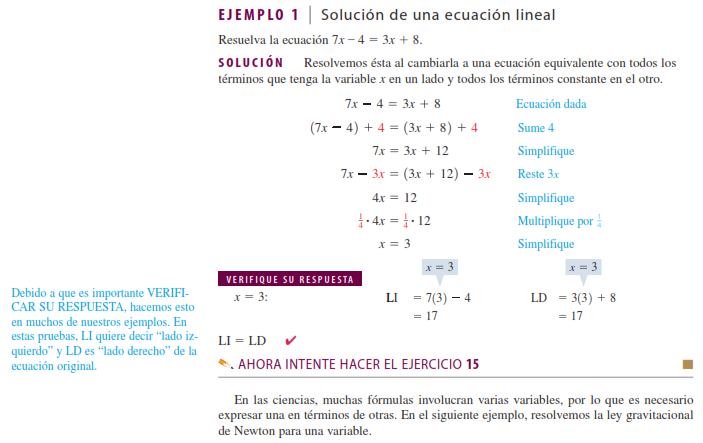 EJEMPLO 1 | Solución de una ecuación lineal
Resuelva la ecuación 7x − 4 = 3x + 8.
SOLUCIÓN Resolvemos ésta al cambiarla a una ecuación equivalente con todos los
términos que tenga la variable x en un lado y todos los términos constante en el otro.
7x − 4 = 3x + 8 Ecuación dada
(7x − 4) + 4 = (3x + 8) + 4 Sume 4
7x = 3x + 12 Simplifique
7x − 3x = (3x + 12) − 3x Reste 3x
4x = 12 Simplifique
1/4 · 4x = 1/4 · 12 Multiplique por 1/4
x = 3 Simplifique
x = 3 x = 3
VERIFIQUE SU RESPUESTA
x = 3: LI = 7(3) − 4 LD = 3(3) + 8
= 17 = 17
LI = LD ✓
Debido a que es importante VERIFI-
CAR SU RESPUESTA, hacemos esto
en muchos de nuestros ejemplos. En
estas pruebas, LI quiere decir “lado iz-
quierdo” y LD es “lado derecho” de la
ecuación original.
AHORA INTENTE HACER EL EJERCICIO 15
En las ciencias, muchas fórmulas involucran varias variables, por lo que es necesario
expresar una en términos de otras. En el siguiente ejemplo, resolvemos la ley gravitacional
de Newton para una variable.